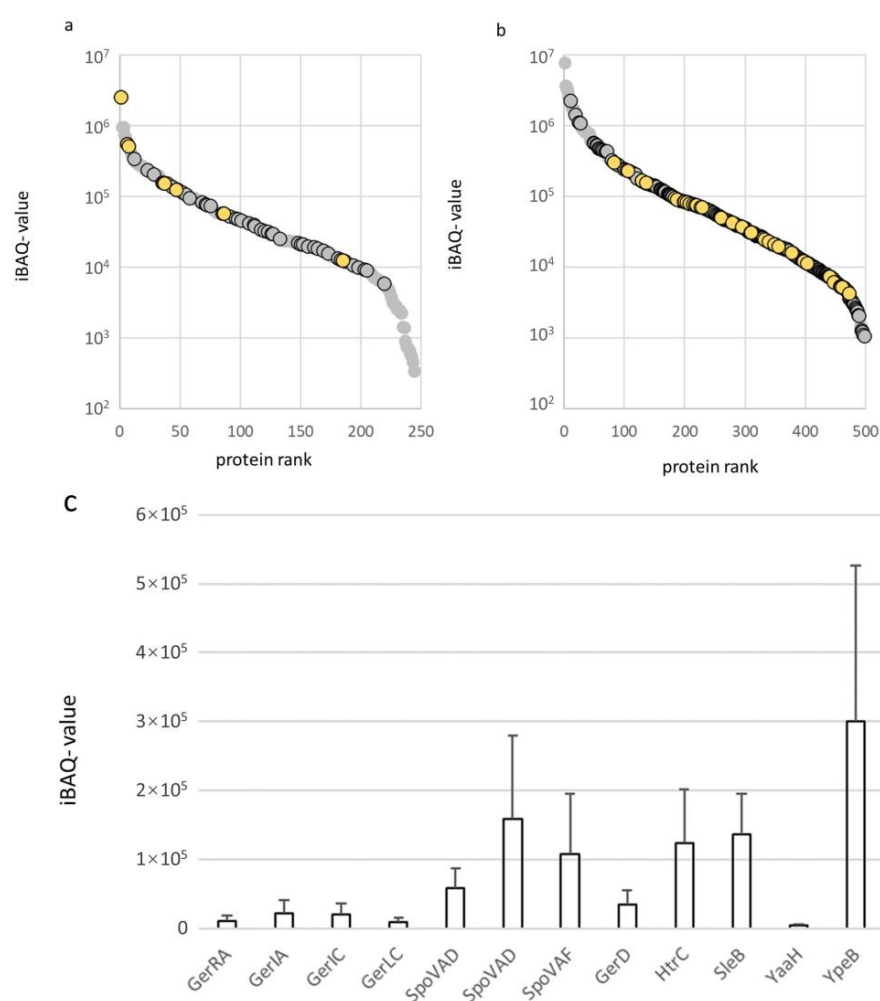 a
10⁷
10⁶
10⁵
10⁴
10³
10²
iBAQ- value
0 50 100 150 200 250
protein rank
b
10⁷
10⁶
10⁵
10⁴
10³
10²
iBAQ- value
0 100 200 300 400 500
protein rank
c
6×10⁵
5×10⁵
4×10⁵
3×10⁵
2×10⁵
1×10⁵
0
iBAQ- value
GerRA GerIA GerIC GerLC SpoVAD SpoVAD SpoVAF GerD HtrC SleB YaaH YpeB